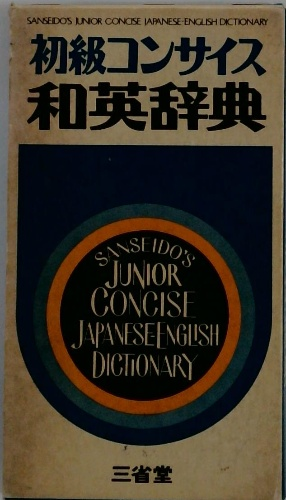 SANSEIDO'S JUNIOR CONCISE JAPANESE-ENGLISH DICTIONARY
初級コンサイス
和英辞典
SANSEIDO'S
JUNIOR
CONCISE
JAPANESE ENGLISH
DICTIONARY
三省堂